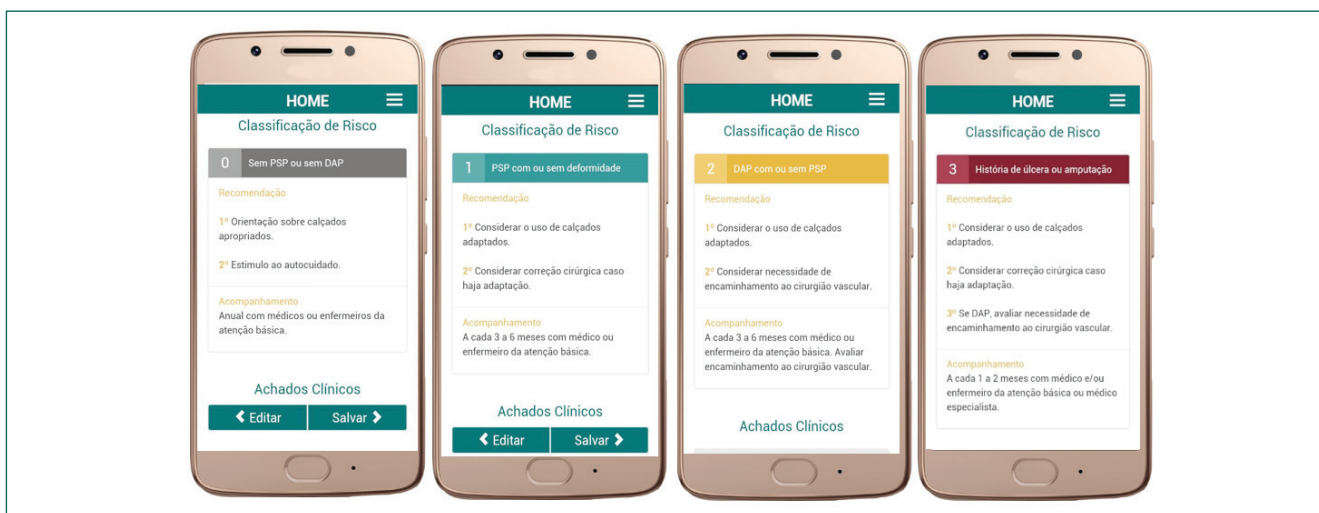 HOME
Classificação de Risco
0 Sem PSP ou sem DAP
Recomendação
1º Orientação sobre calçados
apropriados.
2º Estimulo ao autocuidado.
Acompanhamento
Anual com médicos ou enfermeiros da
atenção básica.
Achados Clínicos
Editar Salvar
HOME
Classificação de Risco
1 PSP com ou sem deformidade
Recomendação
1º Considerar o uso de calçados
adaptados.
2º Considerar correção cirúrgica caso
haja adaptação.
Acompanhamento
A cada 3 a 6 meses com médico ou
enfermeiro da atenção básica.
Achados Clínicos
Editar Salvar
HOME
Classificação de Risco
2 DAP com ou sem PSP
Recomendação
1º Considerar o uso de calçados
adaptados.
2º Considerar necessidade de
encaminhamento ao cirurgião vascular.
Acompanhamento
A cada 3 a 6 meses com médico ou
enfermeiro da atenção básica. Avaliar
encaminhamento ao cirurgião vascular.
Achados Clínicos
HOME
Classificação de Risco
3 História de úlcera ou amputação
Recomendação
1º Considerar o uso de calçados
adaptados.
2º Considerar correção cirúrgica caso
haja adaptação.
3º Se DAP, avaliar necessidade de
encaminhamento ao cirurgião vascular.
Acompanhamento
A cada 1 a 2 meses com médico e/ou
enfermeiro da atenção básica ou médico
especialista.